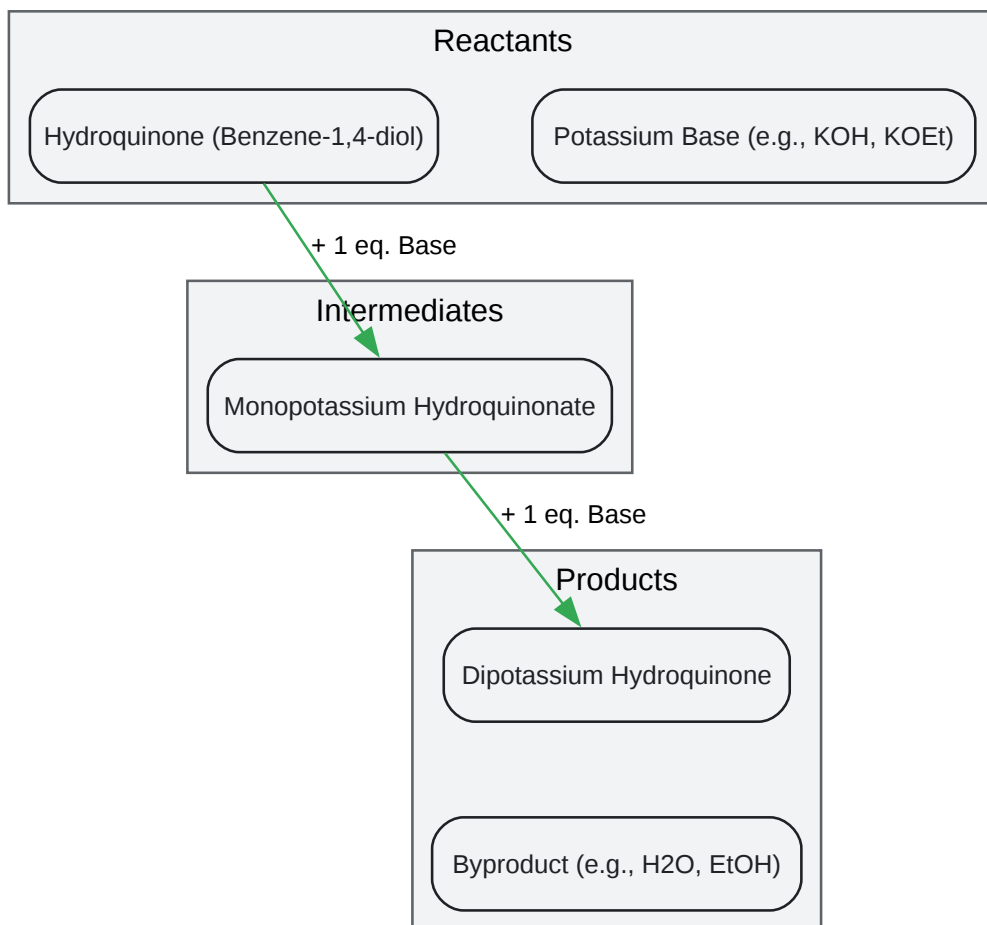 Reactants
Hydroquinone (Benzene-1,4-diol)
Potassium Base (e.g., KOH, KOEt)
+ 1 eq. Base
Intermediates
Monopotassium Hydroquinonate
+ 1 eq. Base
Products
Dipotassium Hydroquinone
Byproduct (e.g., H2O, EtOH)